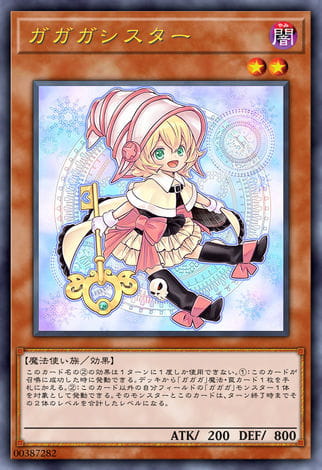 ガガガシスター
闇
やみ
【魔法使い族／効果】
このカード名の②の効果は１ターンに１度しか使用できない。①:このカードが
召喚に成功した時に発動できる。デッキから「ガガガ」魔法・罠カード１枚を手
札に加える。②:このカード以外の自分フィールドの「ガガガ」モンスター１体
を対象として発動できる。そのモンスターとこのカードは、ターン終了時までそ
の２体のレベルを合計したレベルになる。
ATK/ 200 DEF/ 800
00387282